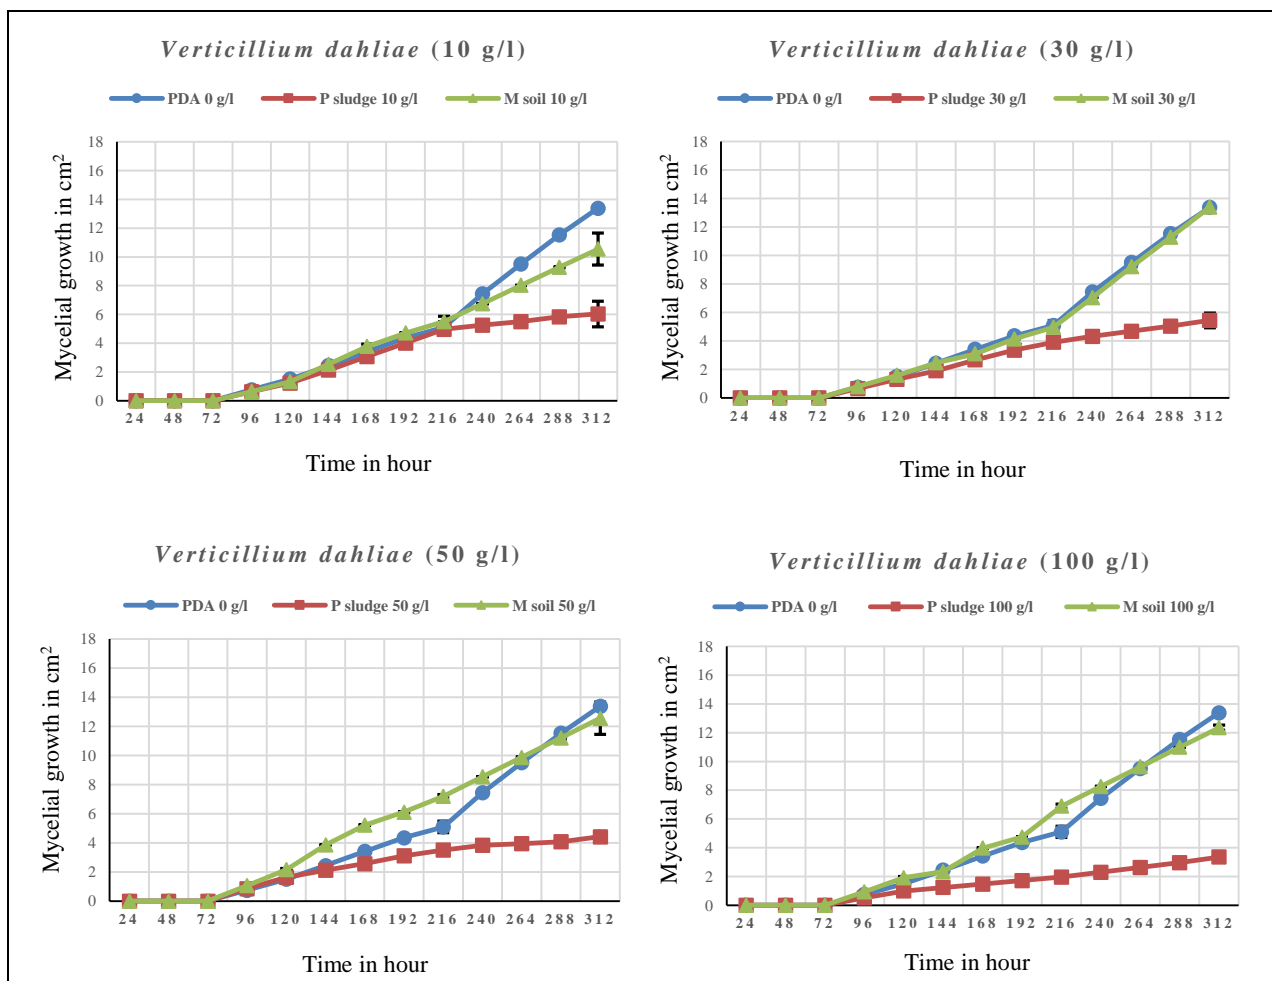 Verticillium dahliae (10 g/l)
PDA 0 g/l P sludge 10 g/l M soil 10 g/l
Mycelial growth in cm²
18
16
14
12
10
8
6
4
2
0
24 48 72 96 120 144 168 192 216 240 264 288 312
Time in hour
Verticillium dahliae (30 g/l)
PDA 0 g/l P sludge 30 g/l M soil 30 g/l
Mycelial growth in cm²
18
16
14
12
10
8
6
4
2
0
24 48 72 96 120 144 168 192 216 240 264 288 312
Time in hour
Verticillium dahliae (50 g/l)
PDA 0 g/l P sludge 50 g/l M soil 50 g/l
Mycelial growth in cm²
18
16
14
12
10
8
6
4
2
0
24 48 72 96 120 144 168 192 216 240 264 288 312
Time in hour
Verticillium dahliae (100 g/l)
PDA 0 g/l P sludge 100 g/l M soil 100 g/l
Mycelial growth in cm²
18
16
14
12
10
8
6
4
2
0
24 48 72 96 120 144 168 192 216 240 264 288 312
Time in hour